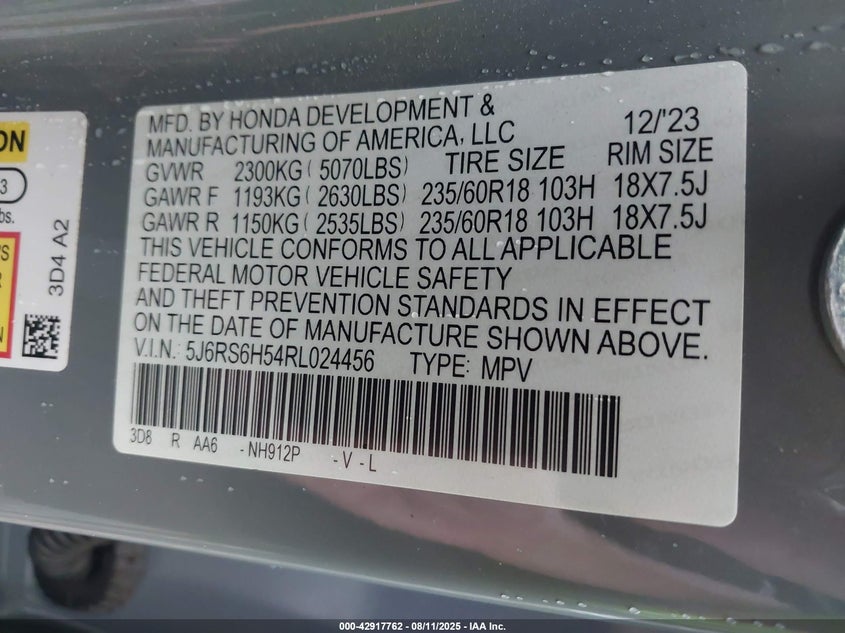 MFD. BY HONDA DEVELOPMENT &
MANUFACTURING OF AMERICA, LLC 12/'23
GVWR 2300KG ( 5070LBS) TIRE SIZE RIM SIZE
GAWR F 1193KG ( 2630LBS) 235/60R18 103H 18X7.5J
GAWR R 1150KG ( 2535LBS) 235/60R18 103H 18X7.5J
THIS VEHICLE CONFORMS TO ALL APPLICABLE
FEDERAL MOTOR VEHICLE SAFETY
AND THEFT PREVENTION STANDARDS IN EFFECT
ON THE DATE OF MANUFACTURE SHOWN ABOVE.
V.I.N.: 5J6RS6H54RL024456 TYPE: MPV
3D8 R AA6 -NH912P -V-L
ON
3
bs.
'S
R
N
3D4 A2
000-42917762 - 08/11/2025 - IAA Inc.